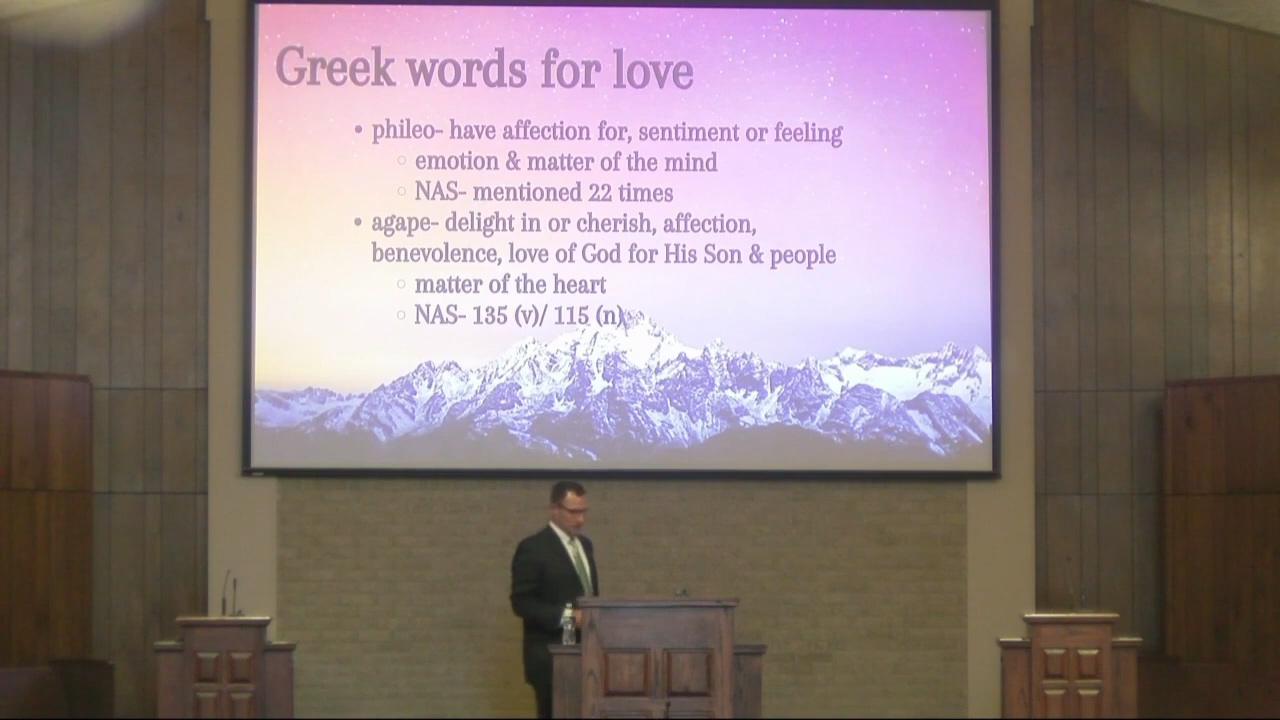 Greek words for love
• phileo- have affection for, sentiment or feeling
○ emotion & matter of the mind
○ NAS- mentioned 22 times
• agape- delight in or cherish, affection,
benevolence, love of God for His Son & people
○ matter of the heart
○ NAS- 135 (v)/ 115 (n)